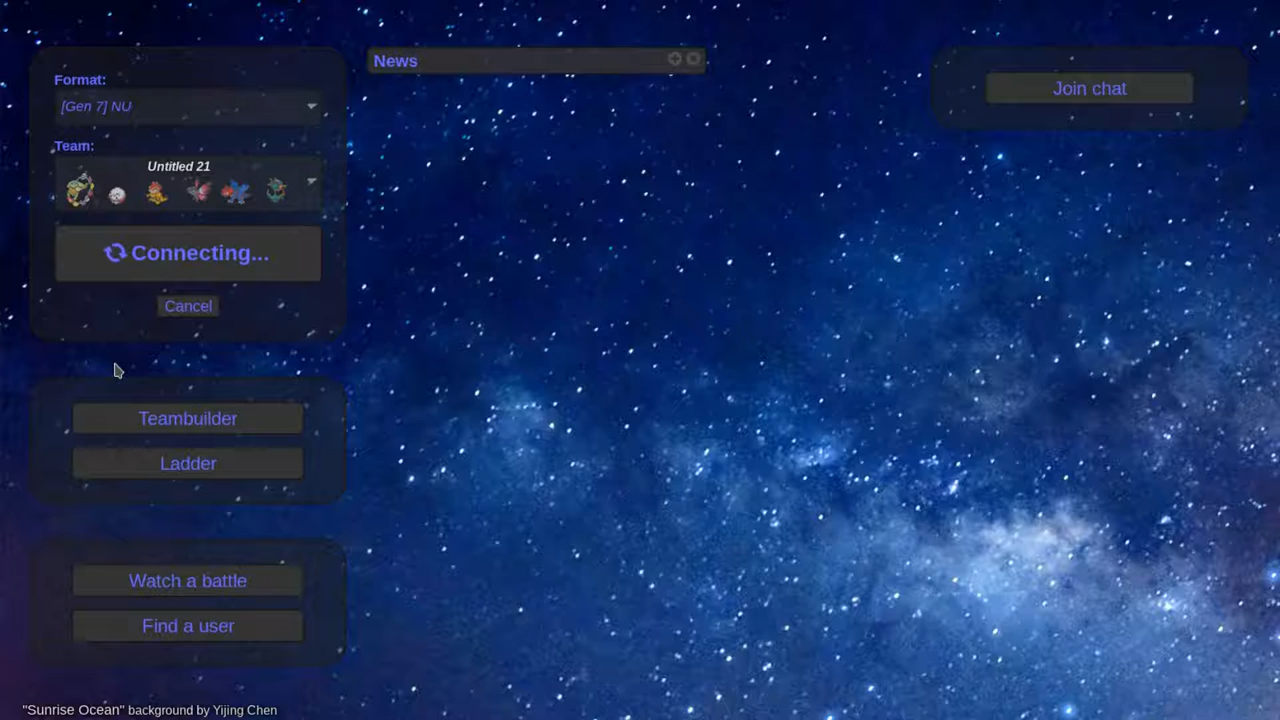 Format:
[Gen 7] NU
Team:
Untitled 21
Connecting...
Cancel
Teambuilder
Ladder
Watch a battle
Find a user
News
Join chat
"Sunrise Ocean" background by Yijing Chen